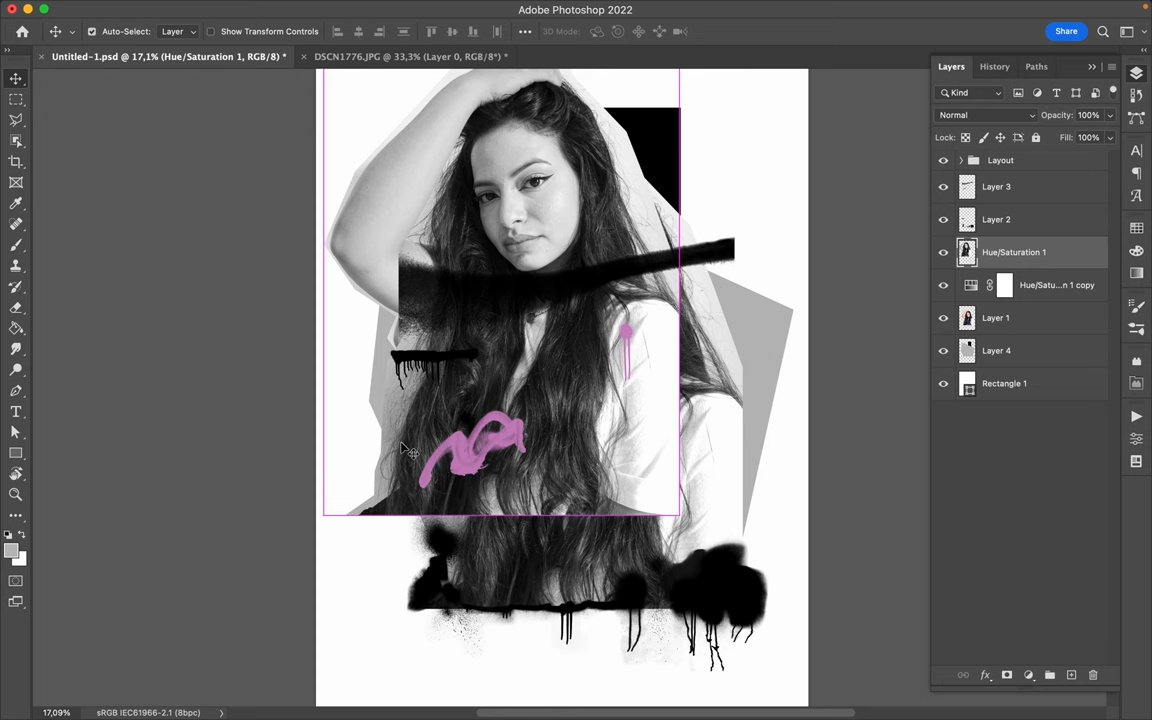 Adobe Photoshop 2022
Auto-Select: Layer Show Transform Controls 3D Mode: Share
Untitled-1.psd @ 17,1% (Hue/Saturation 1, RGB/8) * DSCN1776.JPG @ 33,3% (Layer 0, RGB/8*) *
Layers History Paths
Kind
Normal Opacity: 100%
Lock: Fill: 100%
Layout
Layer 3
Layer 2
Hue/Saturation 1
Hue/Satu...n 1 copy
Layer 1
Layer 4
Rectangle 1
17,09% sRGB IEC61966-2.1 (8bpc)